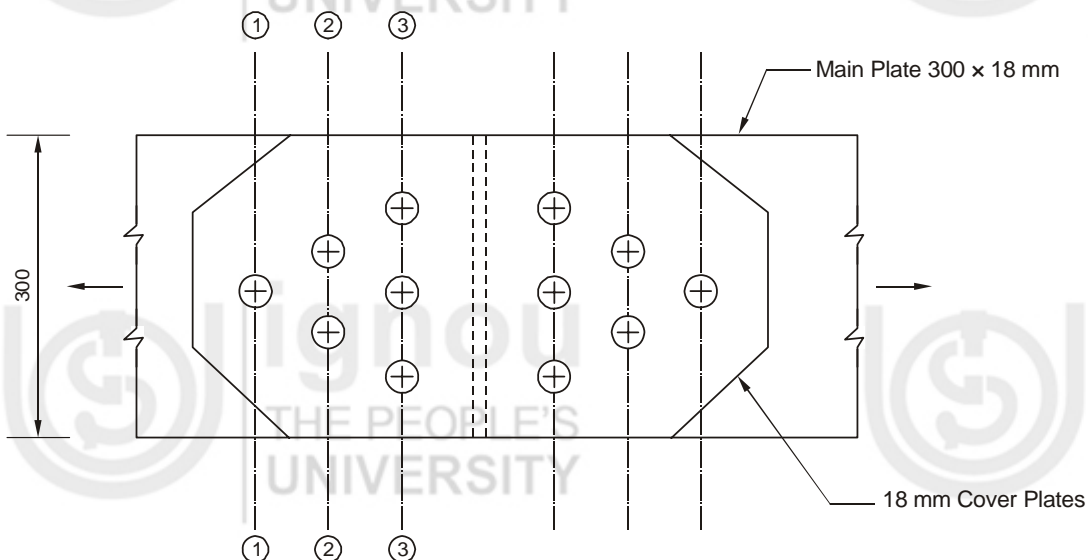 UNIVERSITY
1 2 3
Main Plate 300 × 18 mm
300
ignou
THE PEOPLE'S
UNIVERSITY
18 mm Cover Plates
1 2 3